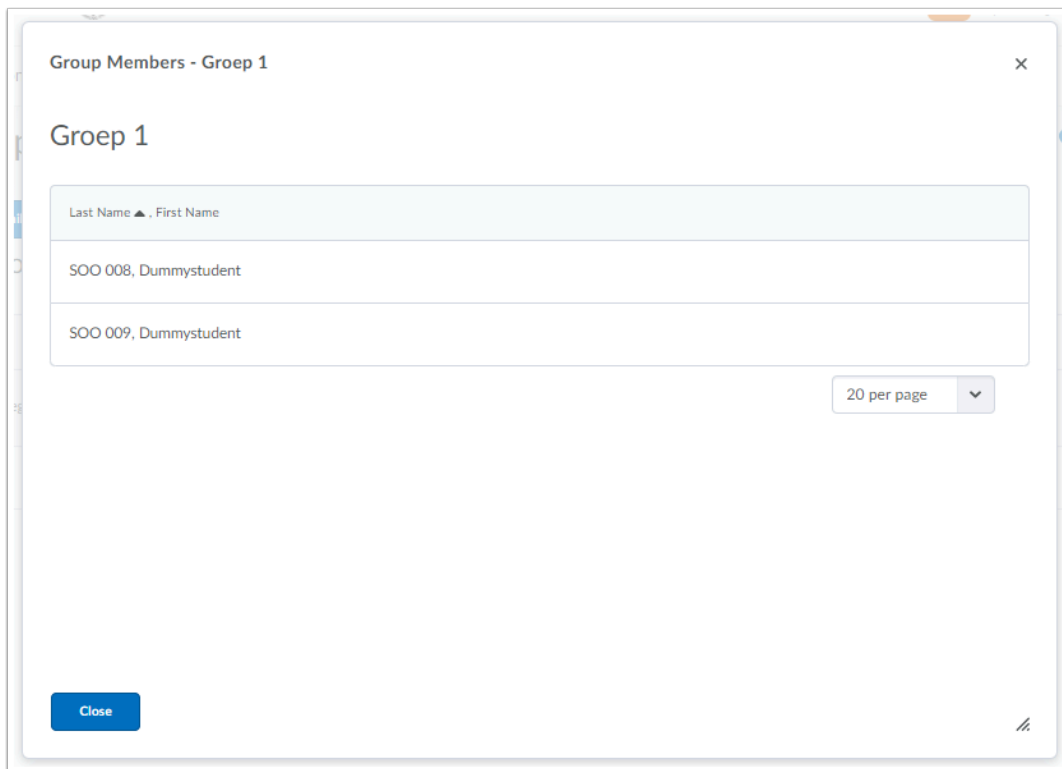 Group Members - Groep 1
Groep 1
Last Name ▲ , First Name
SOO 008, Dummystudent
SOO 009, Dummystudent
20 per page
Close